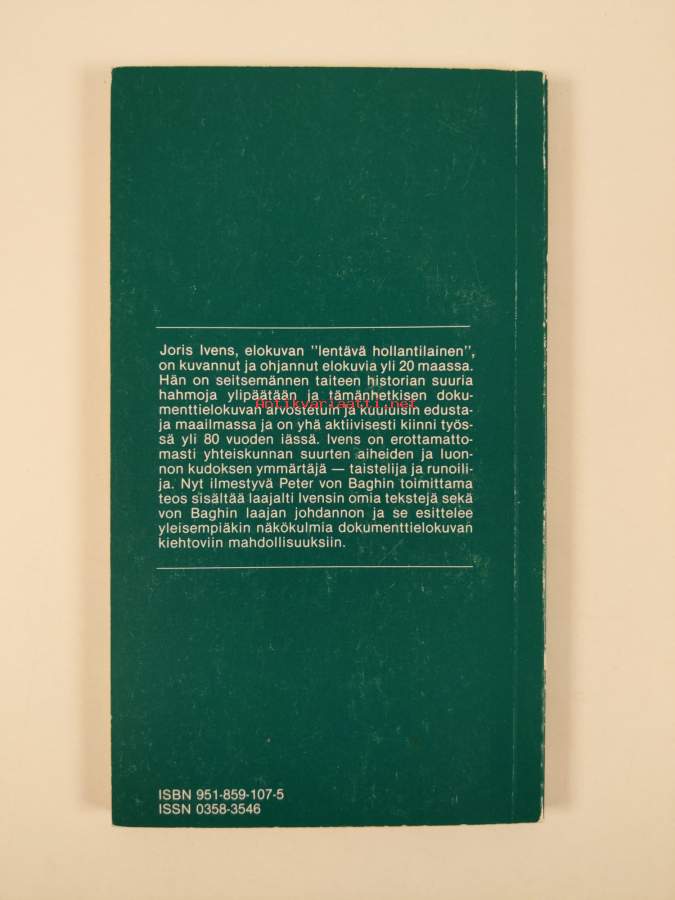 Joris Ivens, elokuvan "lentävä hollantilainen",
on kuvannut ja ohjannut elokuvia yli 20 maassa.
Hän on seitsemännen taiteen historian suuria
hahmoja ylipäätään ja tämänhetkisen doku-
menttielokuvan arvostetuin ja kuuluisin edusta-
ja maailmassa ja on yhä aktiivisesti kiinni työs-
sä yli 80 vuoden iässä. Ivens on erottamatto-
masti yhteiskunnan suurten aiheiden ja luon-
non kudoksen ymmärtäjä — taistelija ja runoili-
ja. Nyt ilmestyvä Peter von Baghin toimittama
teos sisältää laajalti Ivensin omia tekstejä sekä
von Baghin laajan johdannon ja se esittelee
yleisempiäkin näkökulmia dokumenttielokuvan
kiehtoviin mahdollisuuksiin.
Antikvariaatti.net
ISBN 951-859-107-5
ISSN 0358-3546